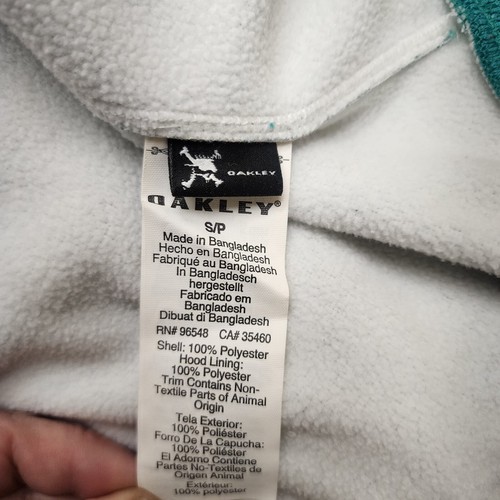 OAKLEY
OAKLEY®
S/P
Made in Bangladesh
Hecho en Bangladesh
Fabriqué au Bangladesh
In Bangladesch
hergestellt
Fabricado em
Bangladesh
Dibuat di Bangladesh
RN# 96548 CA# 35460
Shell: 100% Polyester
Hood Lining:
100% Polyester
Trim Contains Non-
Textile Parts of Animal
Origin
Tela Exterior:
100% Poliéster
Forro De La Capucha:
100% Poliéster
El Adorno Contiene
Partes No-Textiles de
Origen Animal
Extérieur:
100% polyester